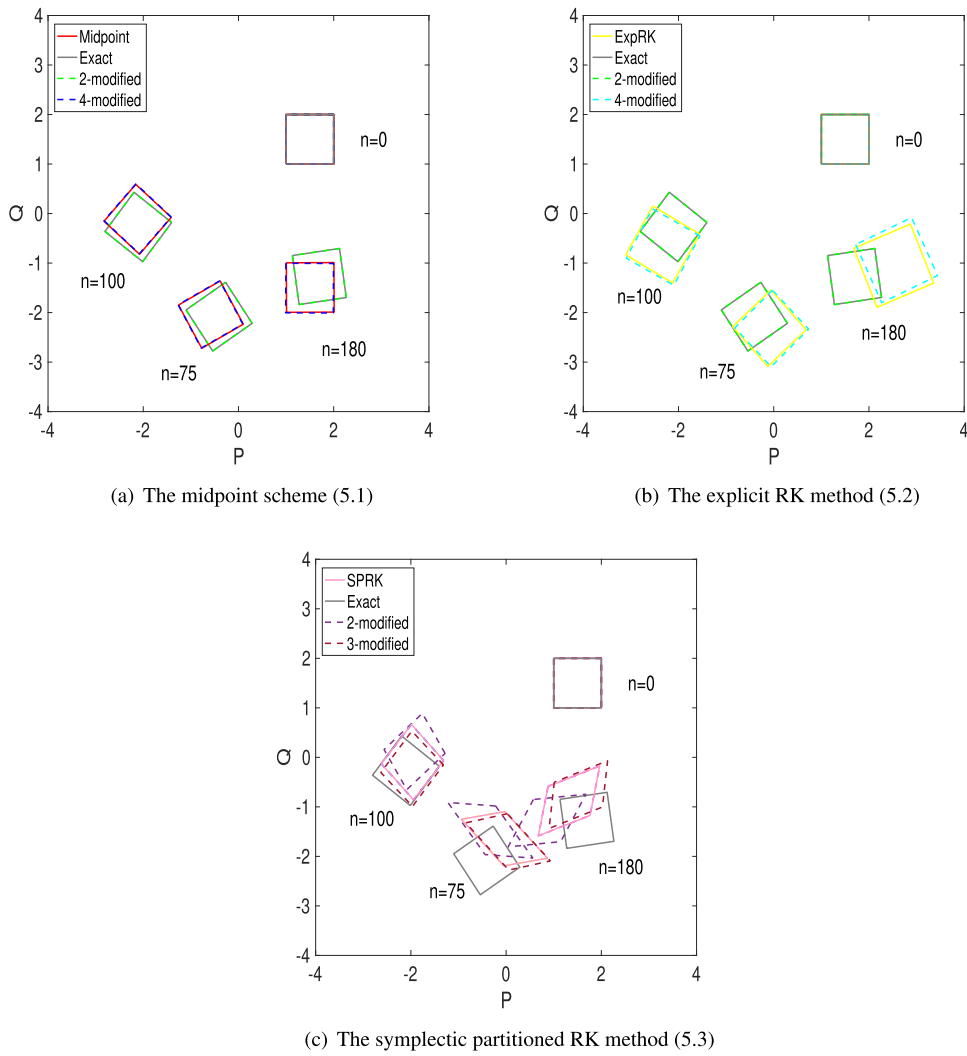 4
3
2
1
0
-1
-2
-3
-4
-4
-2
0
2
4
Q
P
Midpoint
Exact
2-modified
4-modified
n=0
n=100
n=75
n=180
(a) The midpoint scheme (5.1)
4
3
2
1
0
-1
-2
-3
-4
-4
-2
0
2
4
Q
P
ExpRK
Exact
2-modified
4-modified
n=0
n=100
n=75
n=180
(b) The explicit RK method (5.2)
4
3
2
1
0
-1
-2
-3
-4
-4
-2
0
2
4
Q
P
SPRK
Exact
2-modified
3-modified
n=0
n=100
n=75
n=180
(c) The symplectic partitioned RK method (5.3)